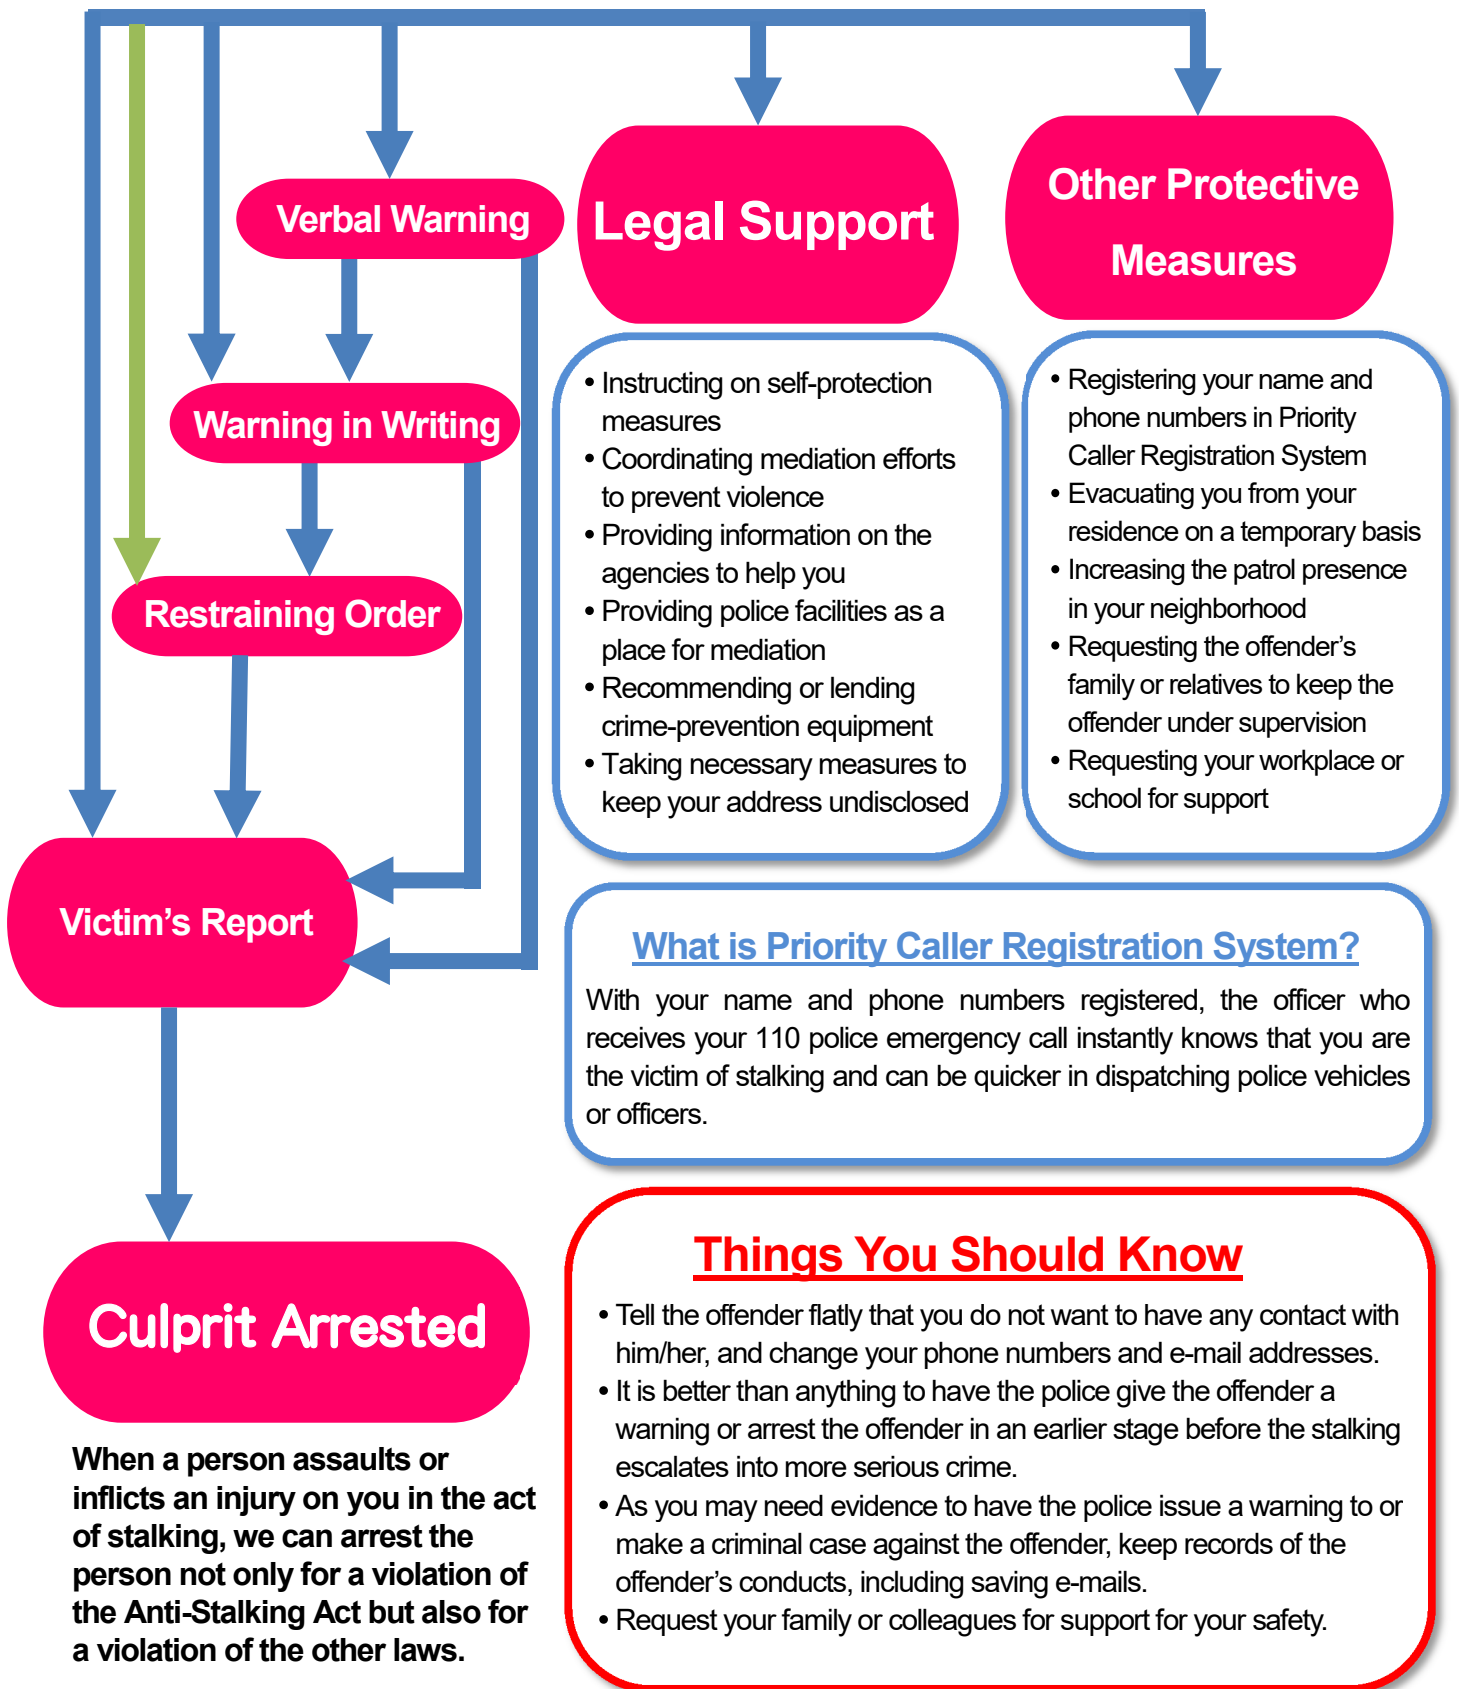 Verbal Warning
Legal Support
Other Protective
Measures
Warning in Writing
Restraining Order
Victim’s Report
Culprit Arrested
When a person assaults or
inflicts an injury on you in the act
of stalking, we can arrest the
person not only for a violation of
the Anti-Stalking Act but also for
a violation of the other laws.
• Instructing on self-protection
measures
• Coordinating mediation efforts
to prevent violence
• Providing information on the
agencies to help you
• Providing police facilities as a
place for mediation
• Recommending or lending
crime-prevention equipment
• Taking necessary measures to
keep your address undisclosed
• Registering your name and
phone numbers in Priority
Caller Registration System
• Evacuating you from your
residence on a temporary basis
• Increasing the patrol presence
in your neighborhood
• Requesting the offender’s
family or relatives to keep the
offender under supervision
• Requesting your workplace or
school for support
What is Priority Caller Registration System?
With your name and phone numbers registered, the officer who
receives your 110 police emergency call instantly knows that you are
the victim of stalking and can be quicker in dispatching police vehicles
or officers.
Things You Should Know
• Tell the offender flatly that you do not want to have any contact with
him/her, and change your phone numbers and e-mail addresses.
• It is better than anything to have the police give the offender a
warning or arrest the offender in an earlier stage before the stalking
escalates into more serious crime.
• As you may need evidence to have the police issue a warning to or
make a criminal case against the offender, keep records of the
offender’s conducts, including saving e-mails.
• Request your family or colleagues for support for your safety.